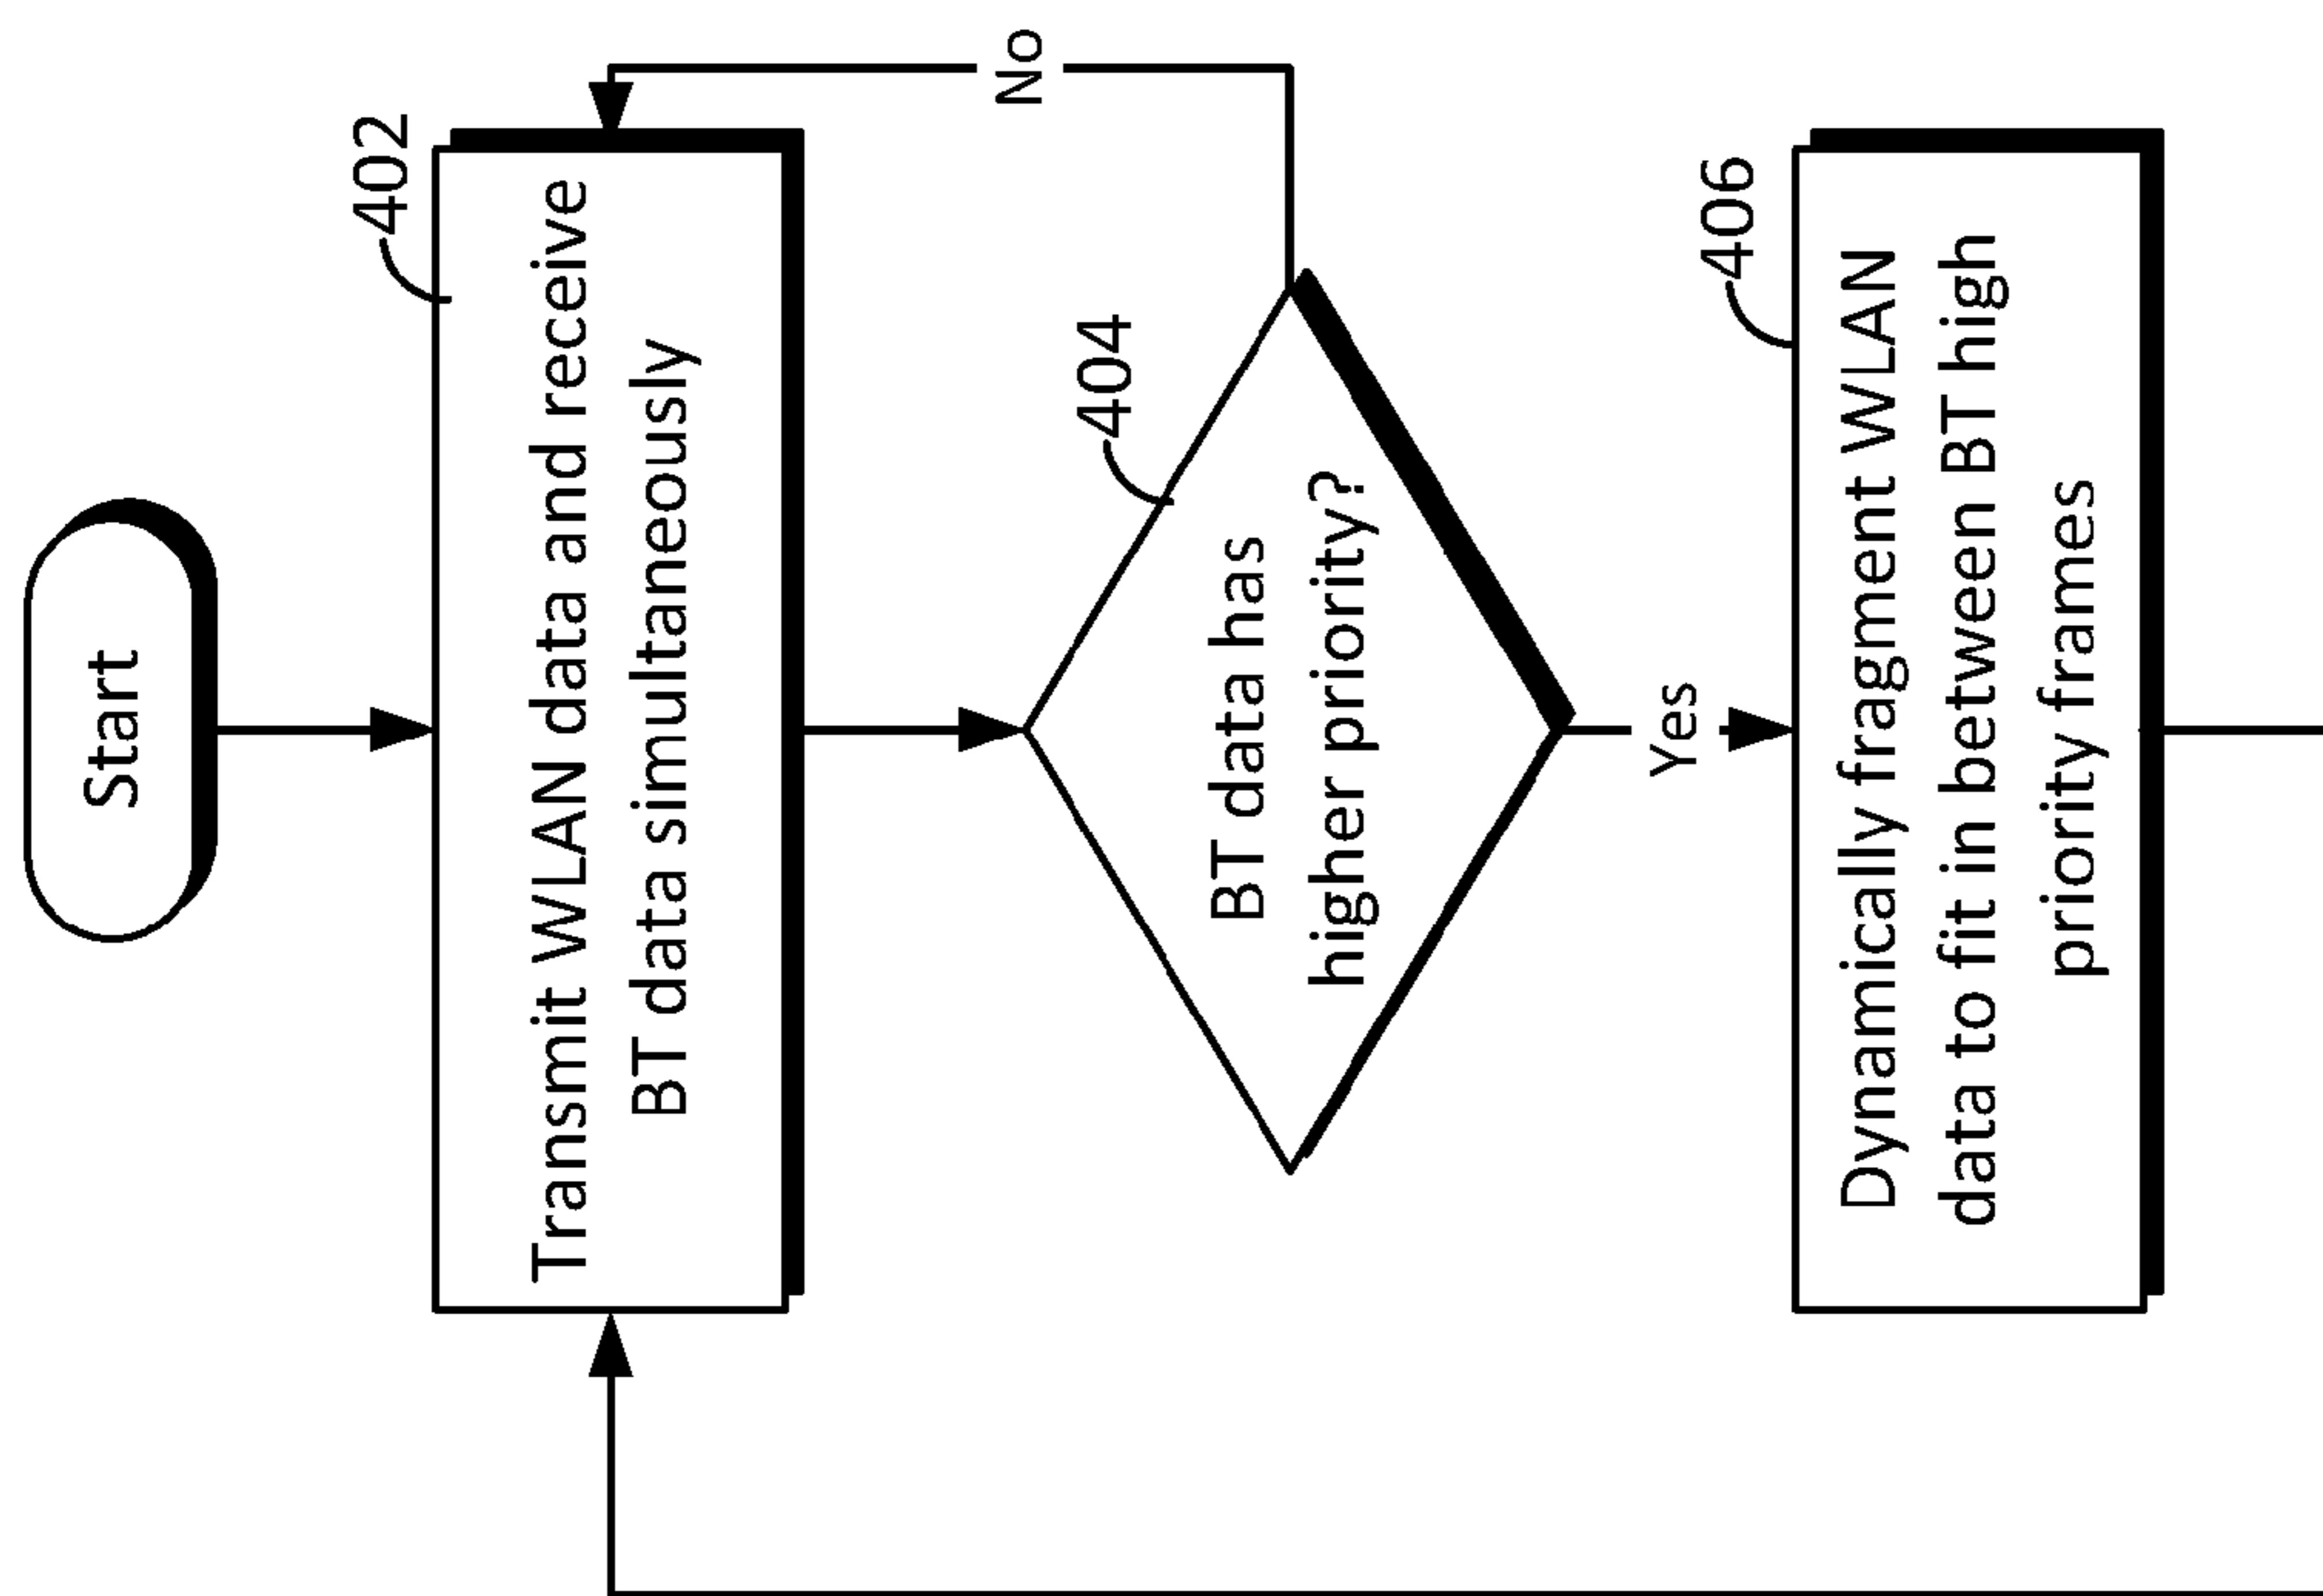 Start
402
Transmit WLAN data and receive
BT data simultaneously
404
BT data has
higher priority?
No
Yes
406
Dynamically fragment WLAN
data to fit in between BT high
priority frames